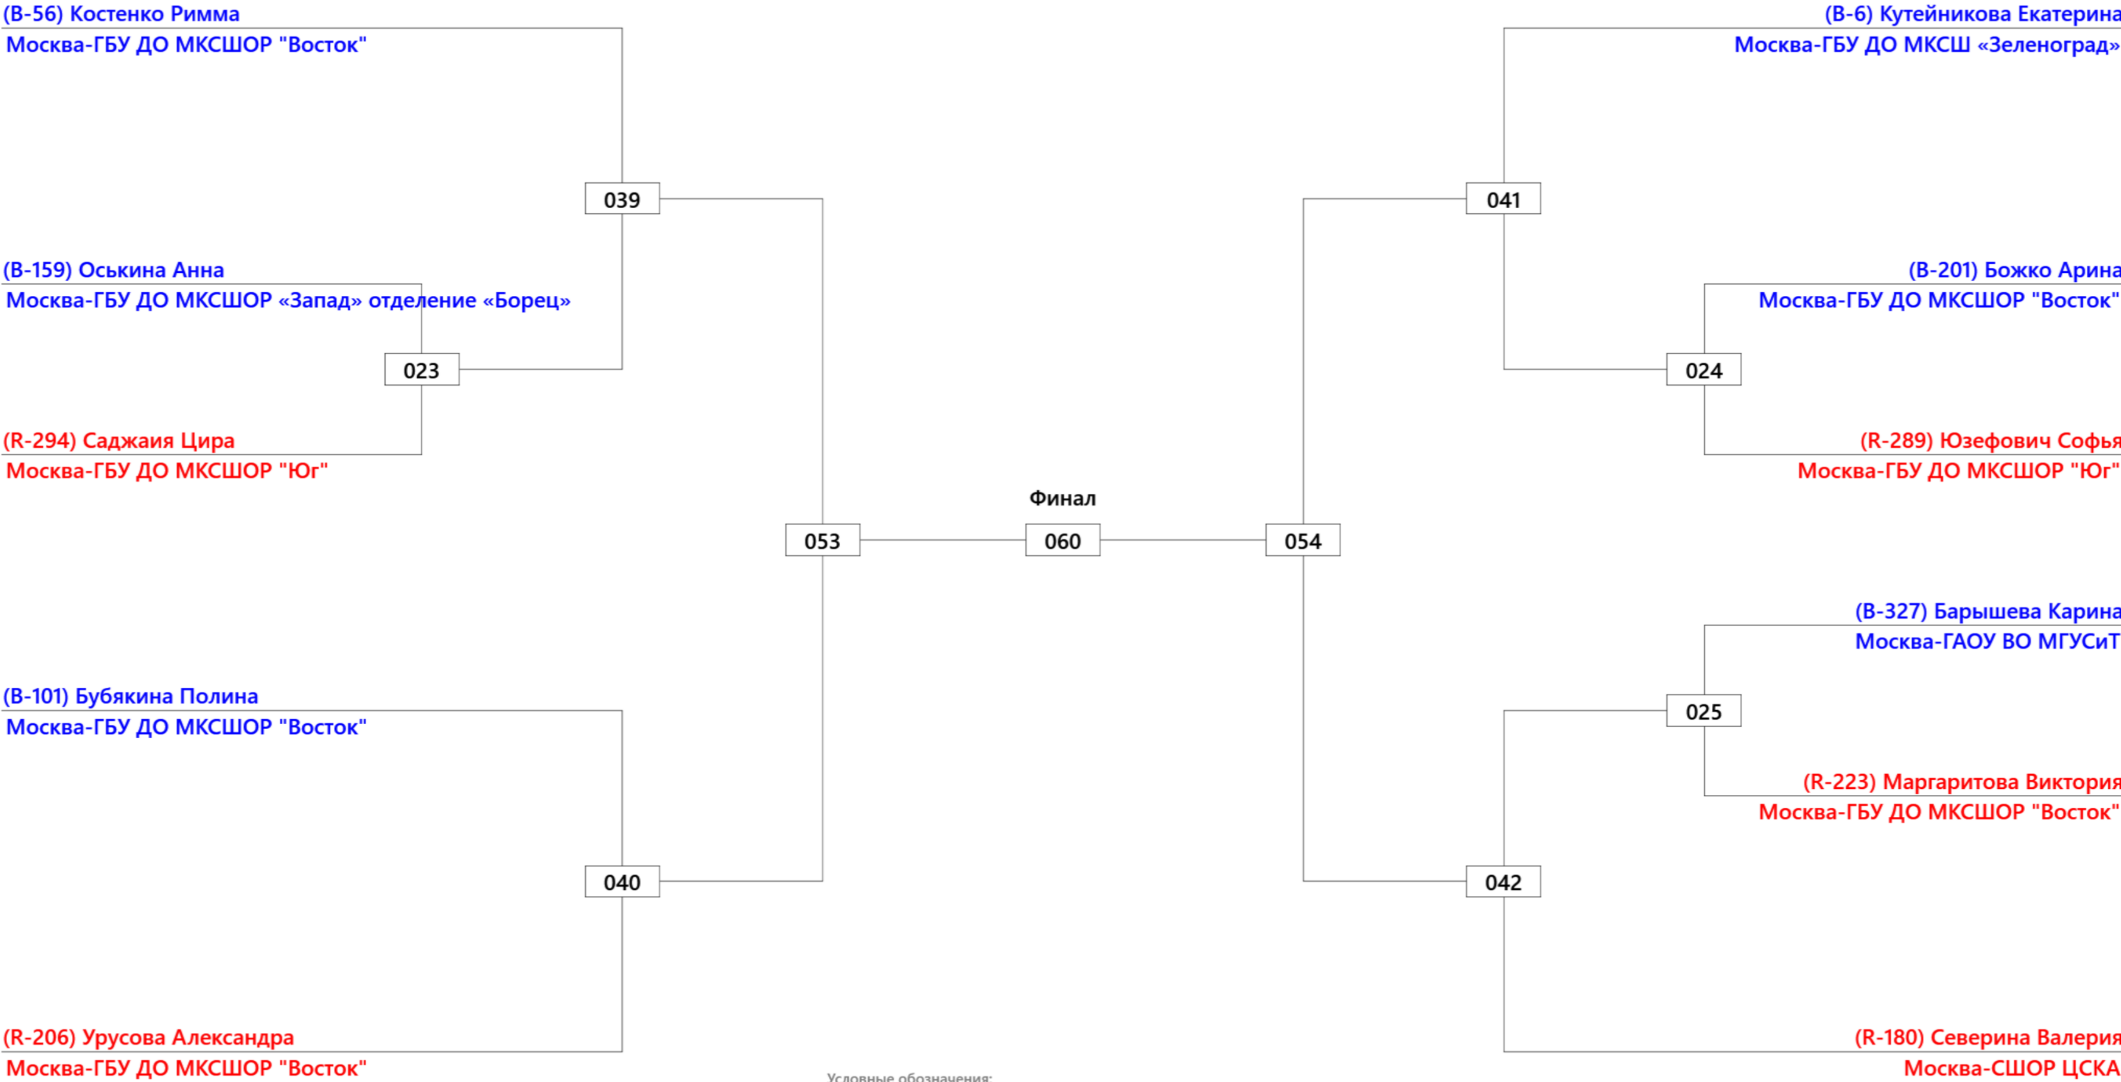 (B-56) Костенко Римма
Москва-ГБУ ДО МКСШОР "Восток"
039
(B-159) Оськина Анна
Москва-ГБУ ДО МКСШОР «Запад» отделение «Борец»
023
(R-294) Саджаия Цира
Москва-ГБУ ДО МКСШОР "Юг"
053
(B-101) Бубякина Полина
Москва-ГБУ ДО МКСШОР "Восток"
040
(R-206) Урусова Александра
Москва-ГБУ ДО МКСШОР "Восток"
Финал
060
(B-6) Кутейникова Екатерина
Москва-ГБУ ДО МКСШ «Зеленоград»
041
(B-201) Божко Арина
Москва-ГБУ ДО МКСШОР "Восток"
024
(R-289) Юзефович Софья
Москва-ГБУ ДО МКСШОР "Юг"
054
(B-327) Барышева Карина
Москва-ГАОУ ВО МГУСиТ
025
(R-223) Маргаритова Виктория
Москва-ГБУ ДО МКСШОР "Восток"
042
(R-180) Северина Валерия
Москва-СШОР ЦСКА
Условные обозначения: